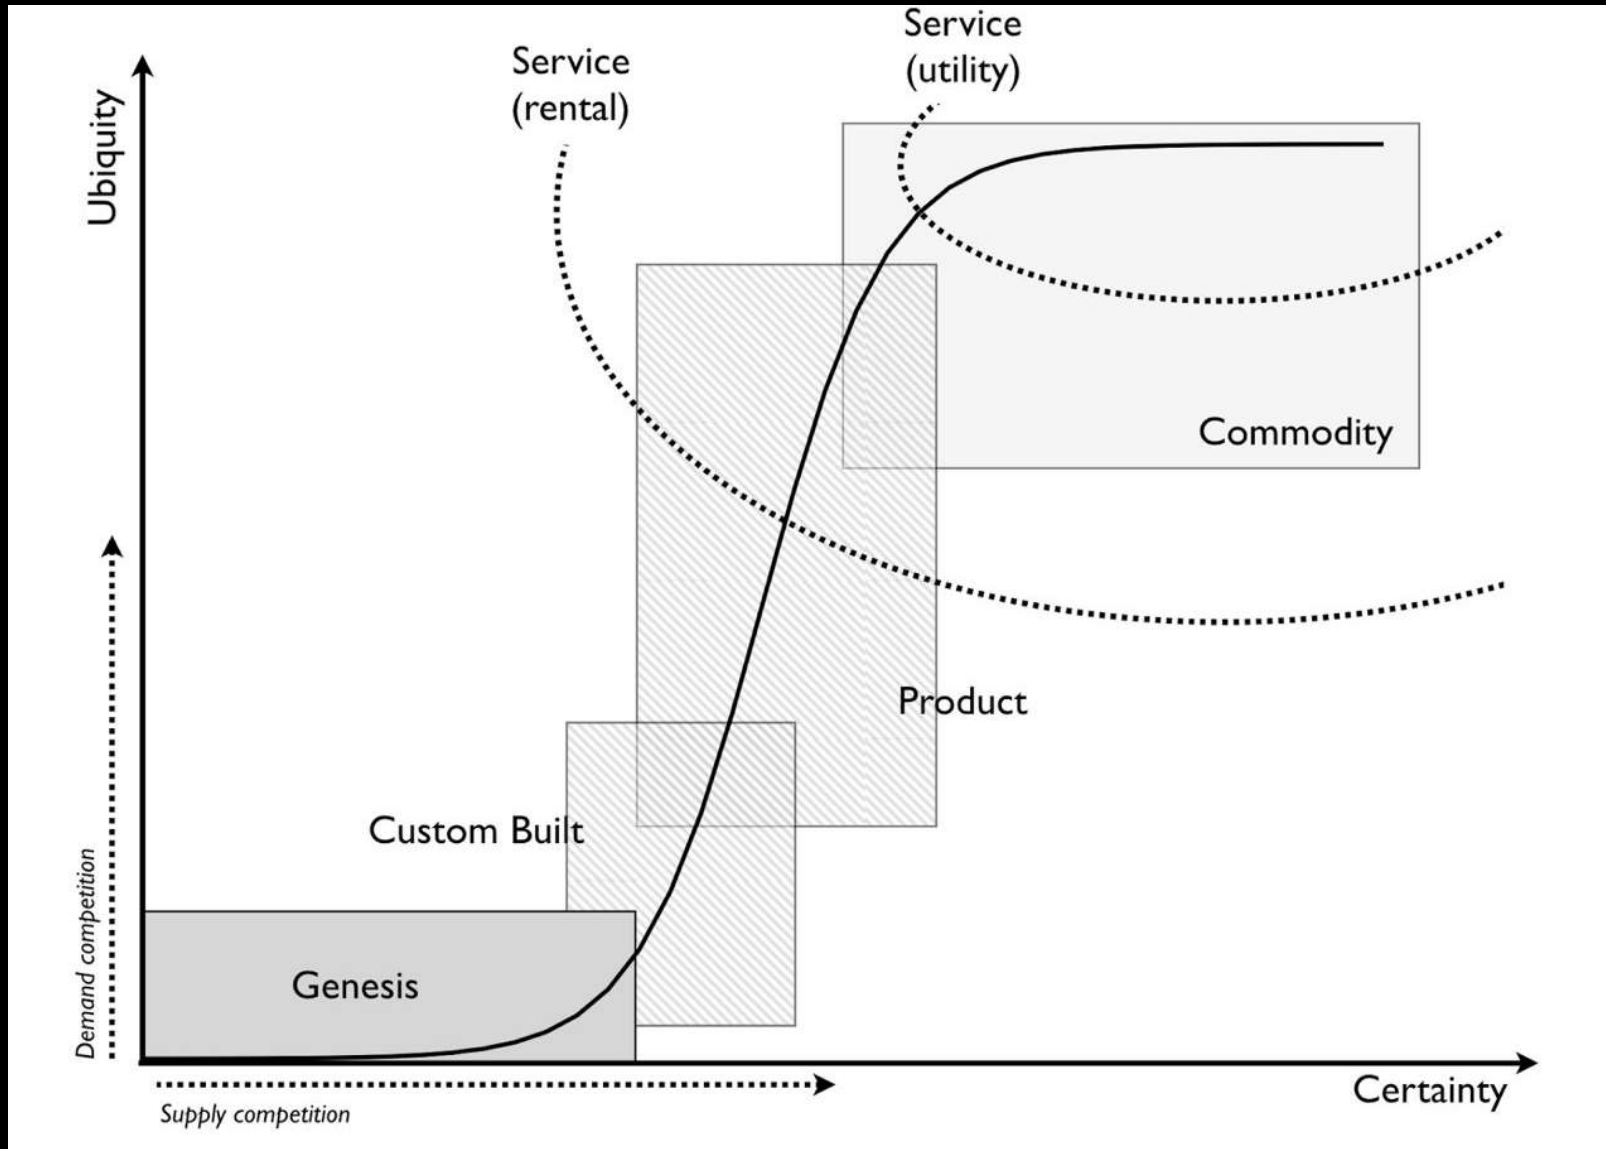 Service
(utility)
Service
(rental)
Ubiquity
Commodity
Product
Custom Built
Genesis
Demand competition
Certainty
Supply competition